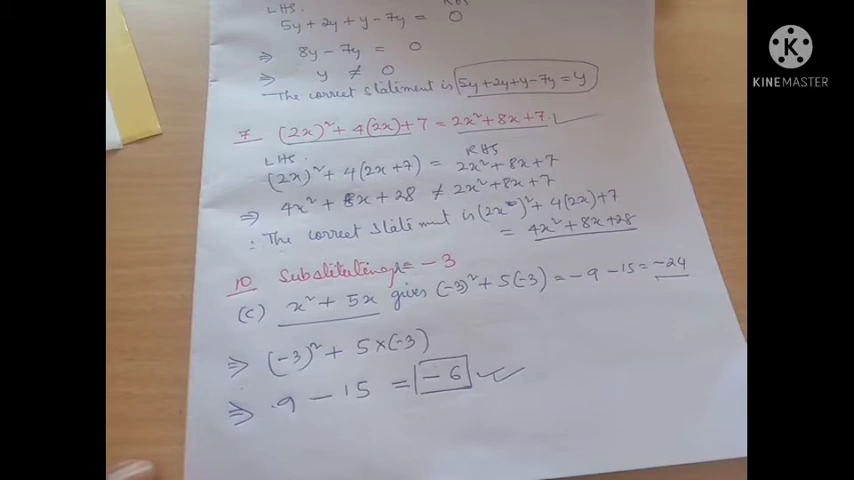 LHS. RHS
5y + 2y + y - 7y = 0
⇒ 8y - 7y = 0
⇒ y ≠ 0
The correct statement is 5y + 2y + y - 7y = y
7 (2x)² + 4(2x) + 7 = 2x² + 8x + 7.
LHS. RHS
(2x)² + 4(2x + 7) = 2x² + 8x + 7
⇒ 4x² + 8x + 28 ≠ 2x² + 8x + 7
∴ The correct statement is (2x)² + 4(2x) + 7
= 4x² + 8x + 28
10 Substituting x = -3
(c) x² + 5x gives (-3)² + 5(-3) = -9 - 15 = -24
⇒ (-3)² + 5 × (-3)
⇒ 9 - 15 = -6
K
KINEMASTER